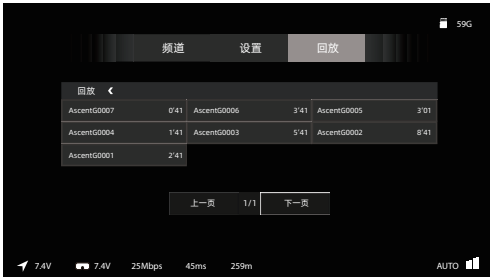 59G
频道 设置 回放
回放
AscentG0007 0'41 AscentG0006 3'41 AscentG0005 3'01
AscentG0004 1'41 AscentG0003 5'41 AscentG0002 8'41
AscentG0001 2'41
上一页 1/1 下一页
7.4V 7.4V 25Mbps 45ms 259m AUTO